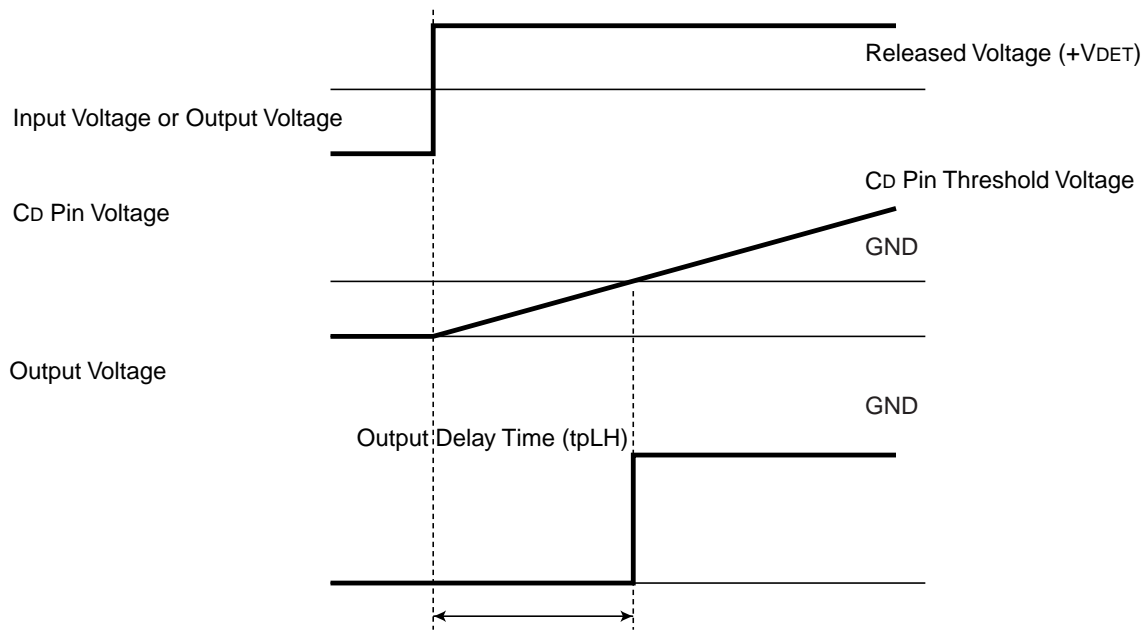 Released Voltage (+VDET)
Input Voltage or Output Voltage
CD Pin Threshold Voltage
CD Pin Voltage
GND
Output Voltage
GND
Output Delay Time (tpLH)